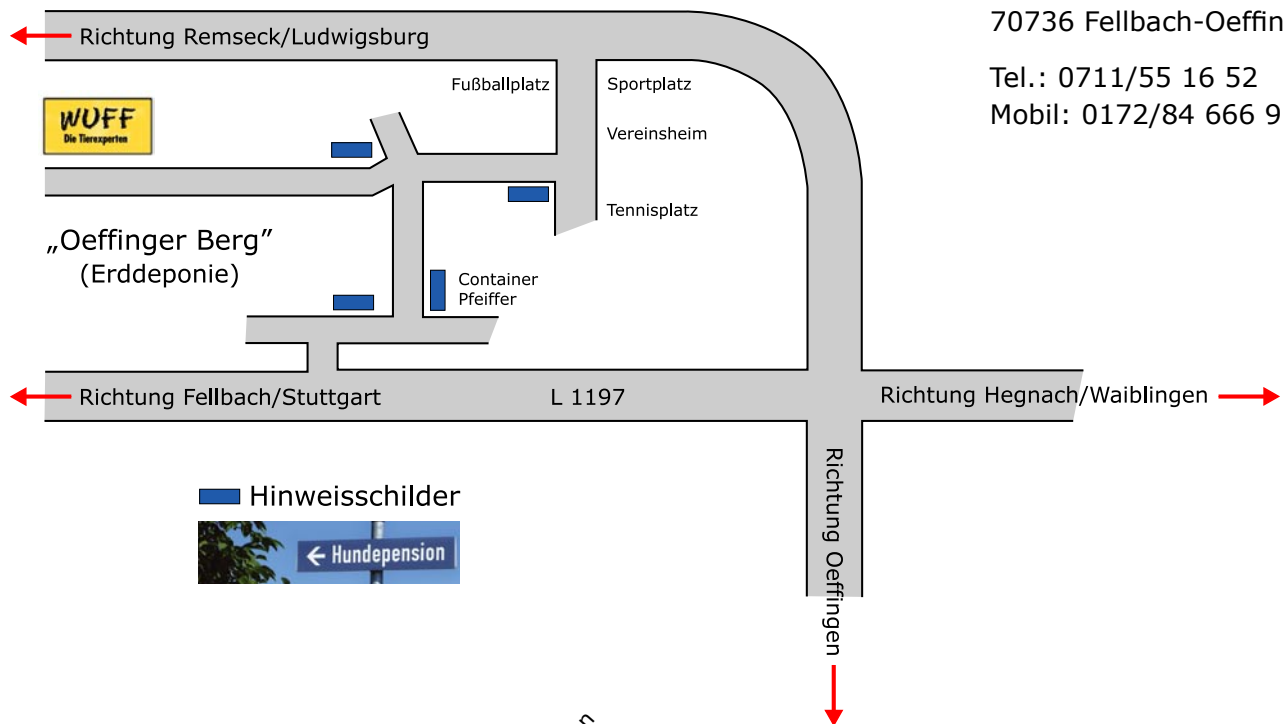 70736 Fellbach-Oeffin
Richtung Remseck/Ludwigsburg
Tel.: 0711/55 16 52
Mobil: 0172/84 666 9
Fußballplatz
Sportplatz
WUFF
Die Tierexperten
Vereinsheim
Tennisplatz
„Oeffinger Berg”
(Erddeponie)
Container
Pfeiffer
Richtung Fellbach/Stuttgart
L 1197
Richtung Hegnach/Waiblingen
Richtung Oeffingen
Hinweisschilder
← Hundepension
n